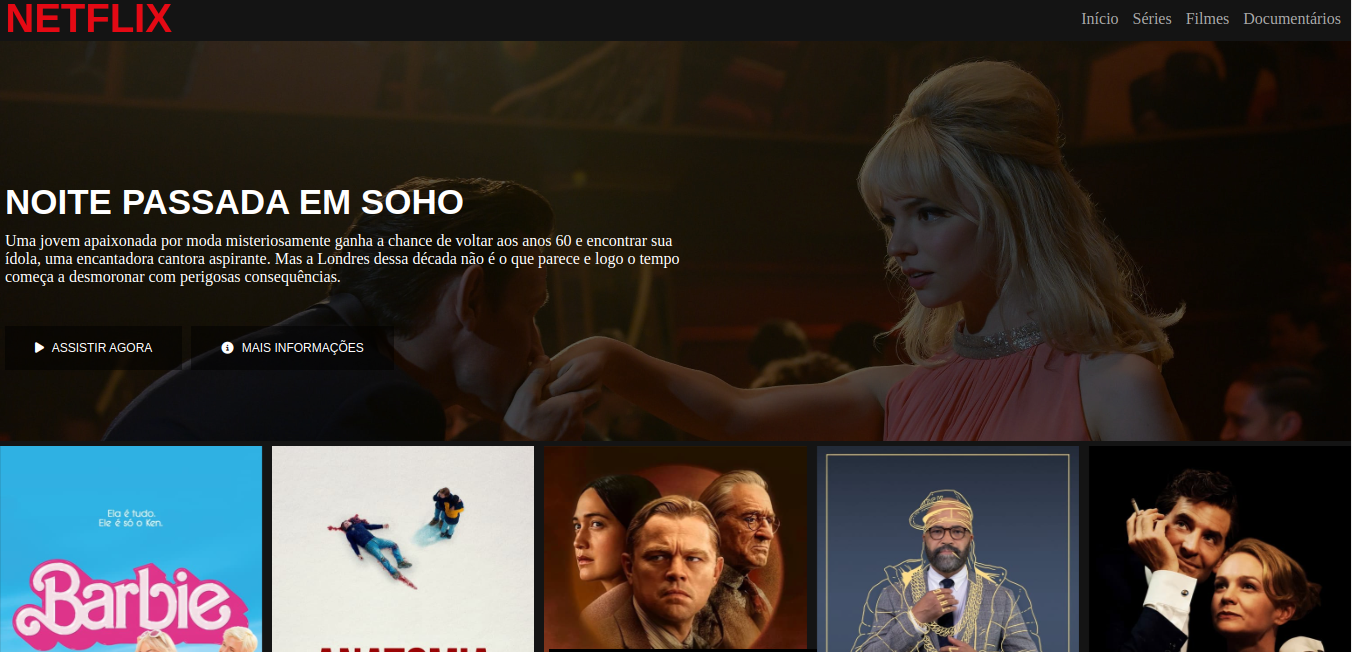 NETFLIX
Início Séries Filmes Documentários
NOITE PASSADA EM SOHO
Uma jovem apaixonada por moda misteriosamente ganha a chance de voltar aos anos 60 e encontrar sua
ídola, uma encantadora cantora aspirante. Mas a Londres dessa década não é o que parece e logo o tempo
começa a desmoronar com perigosas consequências.
ASSISTIR AGORA
MAIS INFORMAÇÕES
Ela é tudo.
Ele é só o Ken.
Barbie
ANATOMIA